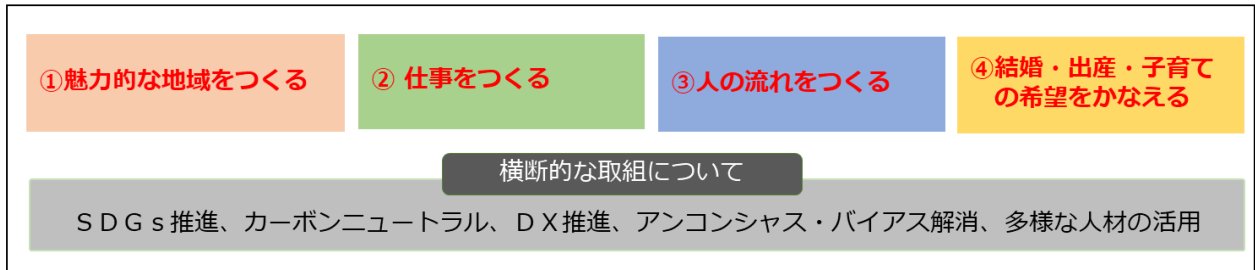 ①魅力的な地域をつくる
② 仕事をつくる
③人の流れをつくる
④結婚・出産・子育て
の希望をかなえる
横断的な取組について
ＳＤＧｓ推進、カーボンニュートラル、ＤＸ推進、アンコンシャス・バイアス解消、多様な人材の活用